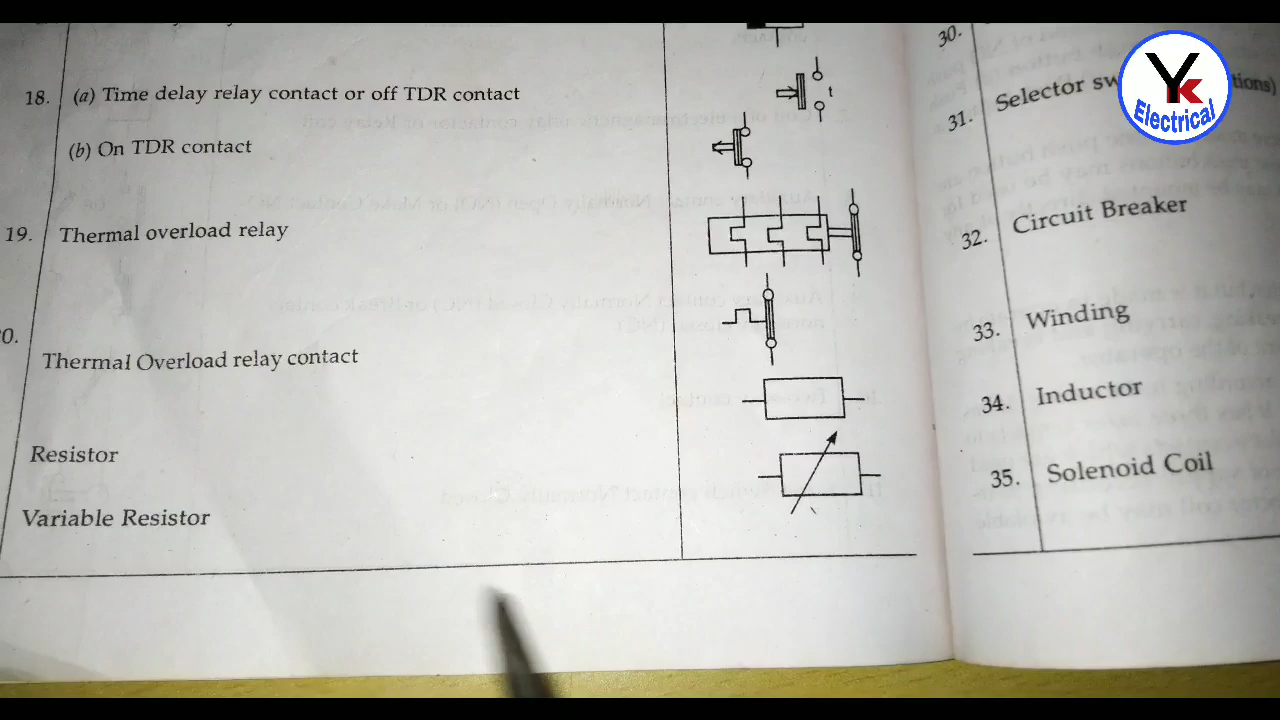 18. (a) Time delay relay contact or off TDR contact
t
(b) On TDR contact
19. Thermal overload relay
0.
Thermal Overload relay contact
Resistor
Variable Resistor
30.
31. Selector sw
tions)
32. Circuit Breaker
33. Winding
34. Inductor
35. Solenoid Coil
YK
Electrical